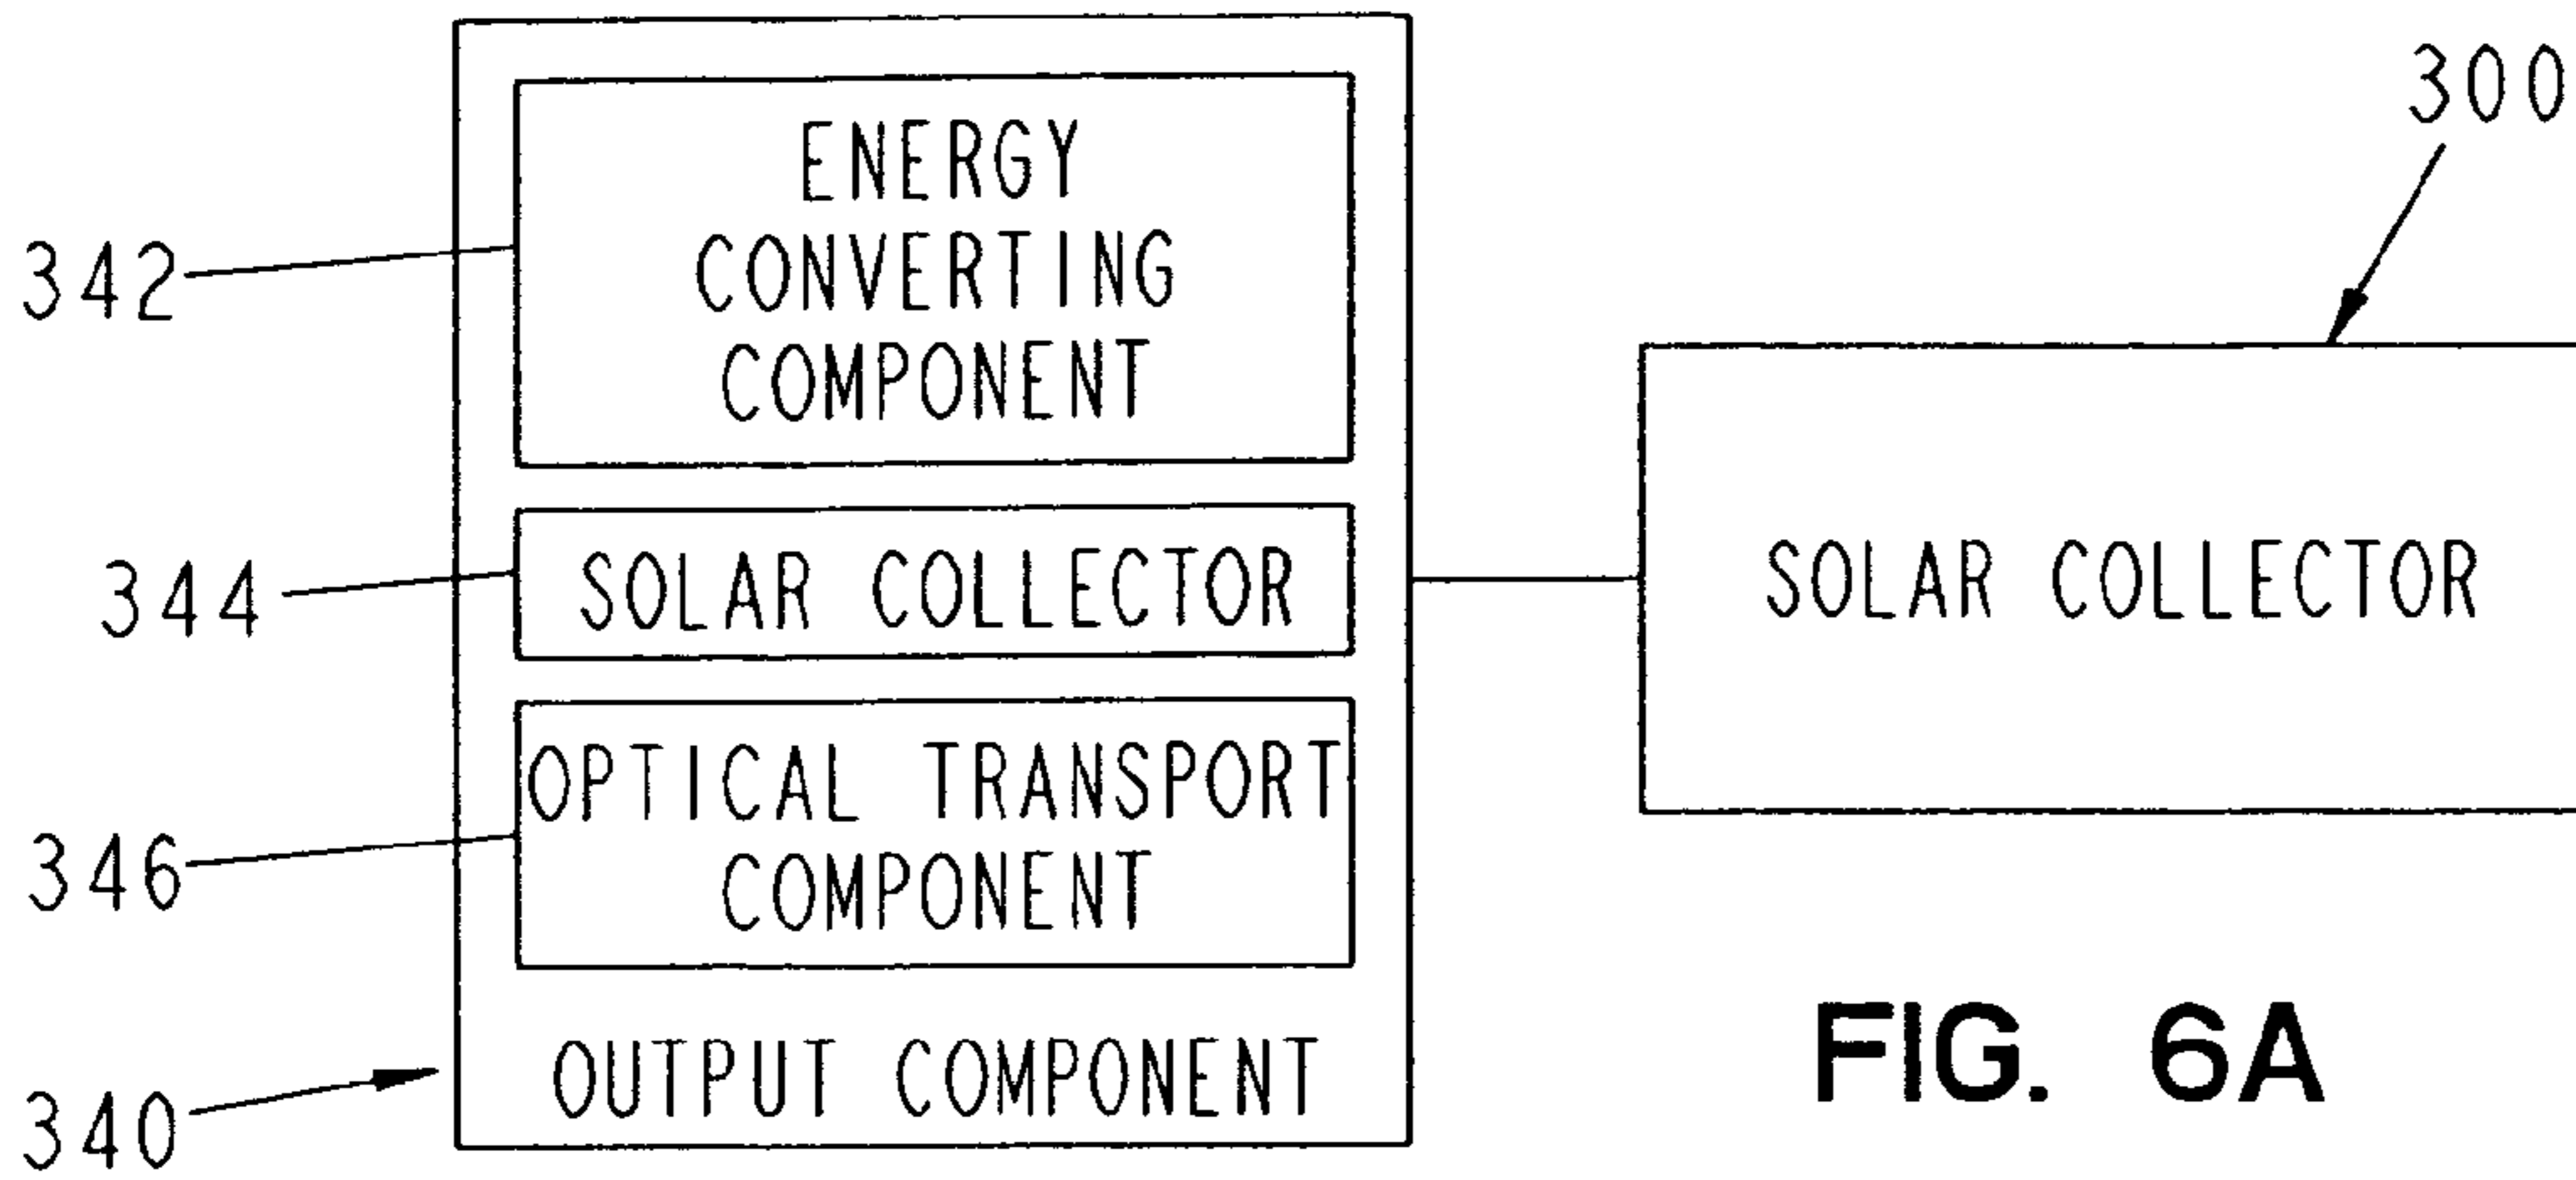 300
ENERGY
CONVERTING
COMPONENT
342
SOLAR COLLECTOR
344
SOLAR COLLECTOR
OPTICAL TRANSPORT
COMPONENT
346
OUTPUT COMPONENT
340
FIG. 6A